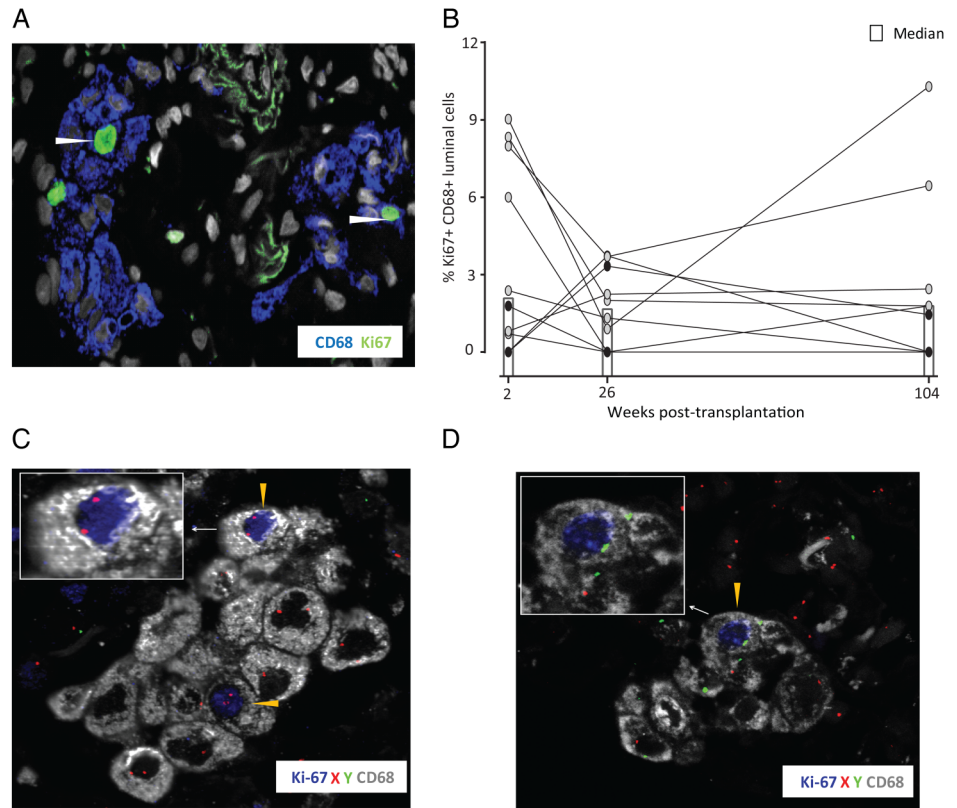 A
CD68 Ki67
B
Median
% Ki67+ CD68+ luminal cells
12
9
6
3
0
2
26
104
Weeks post-transplantation
C
Ki-67 X Y CD68
D
Ki-67 X Y CD68